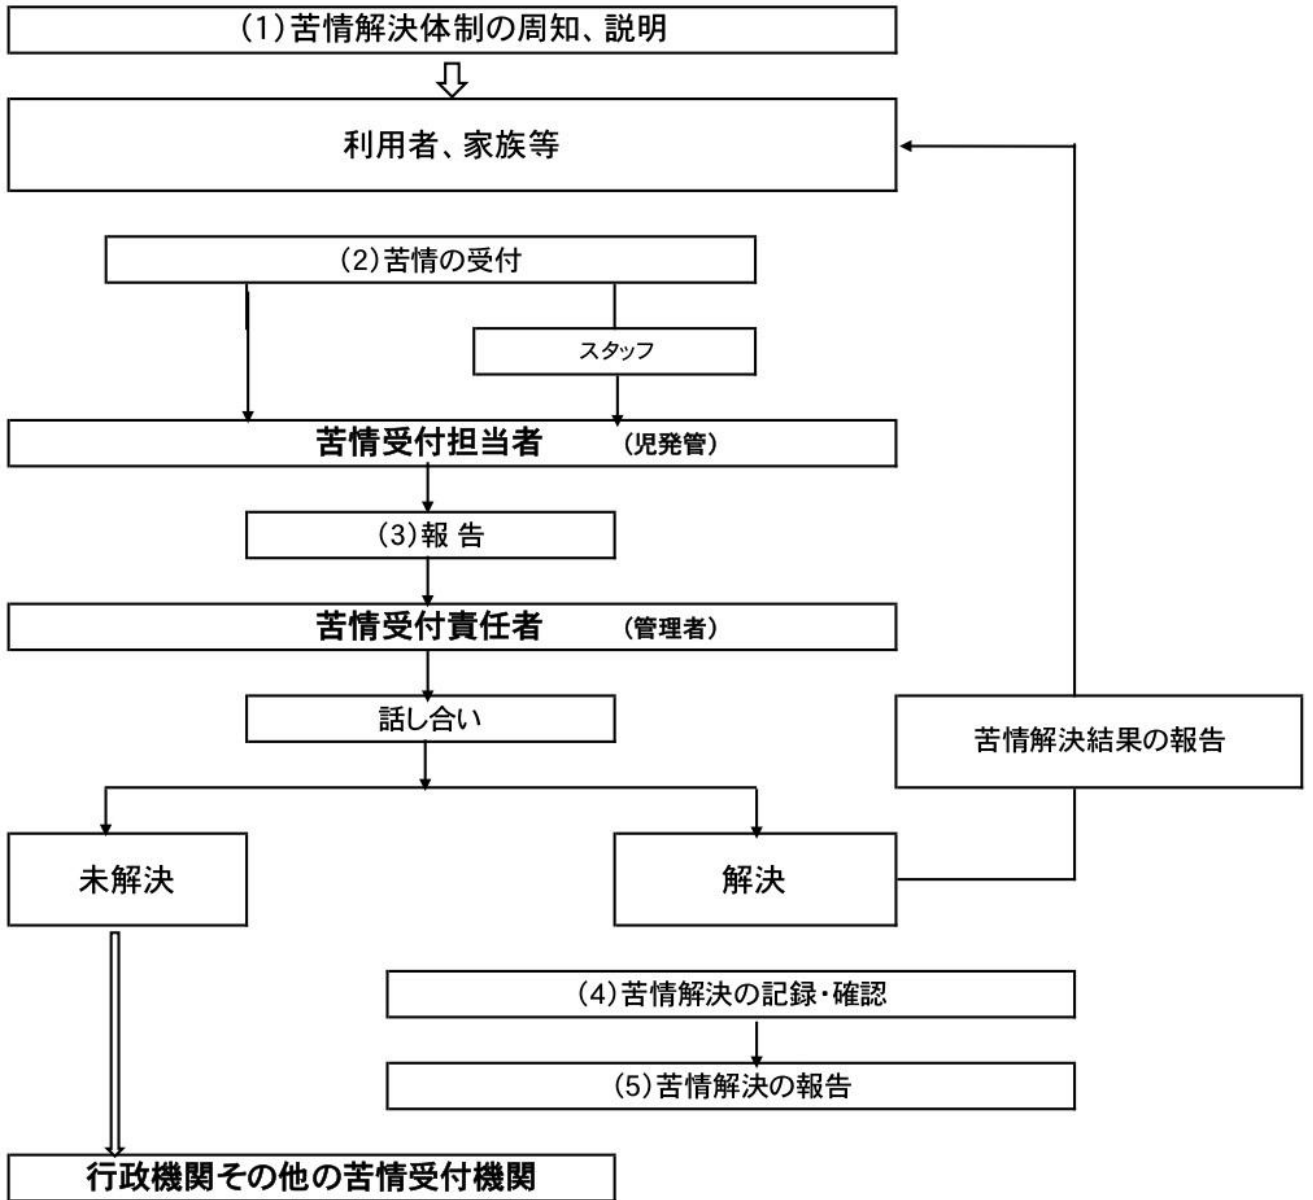 (1)苦情解決体制の周知、説明
利用者、家族等
(2)苦情の受付
スタッフ
苦情受付担当者 (児発管)
(3)報 告
苦情受付責任者 (管理者)
話し合い
苦情解決結果の報告
未解決
解決
(4)苦情解決の記録・確認
(5)苦情解決の報告
行政機関その他の苦情受付機関